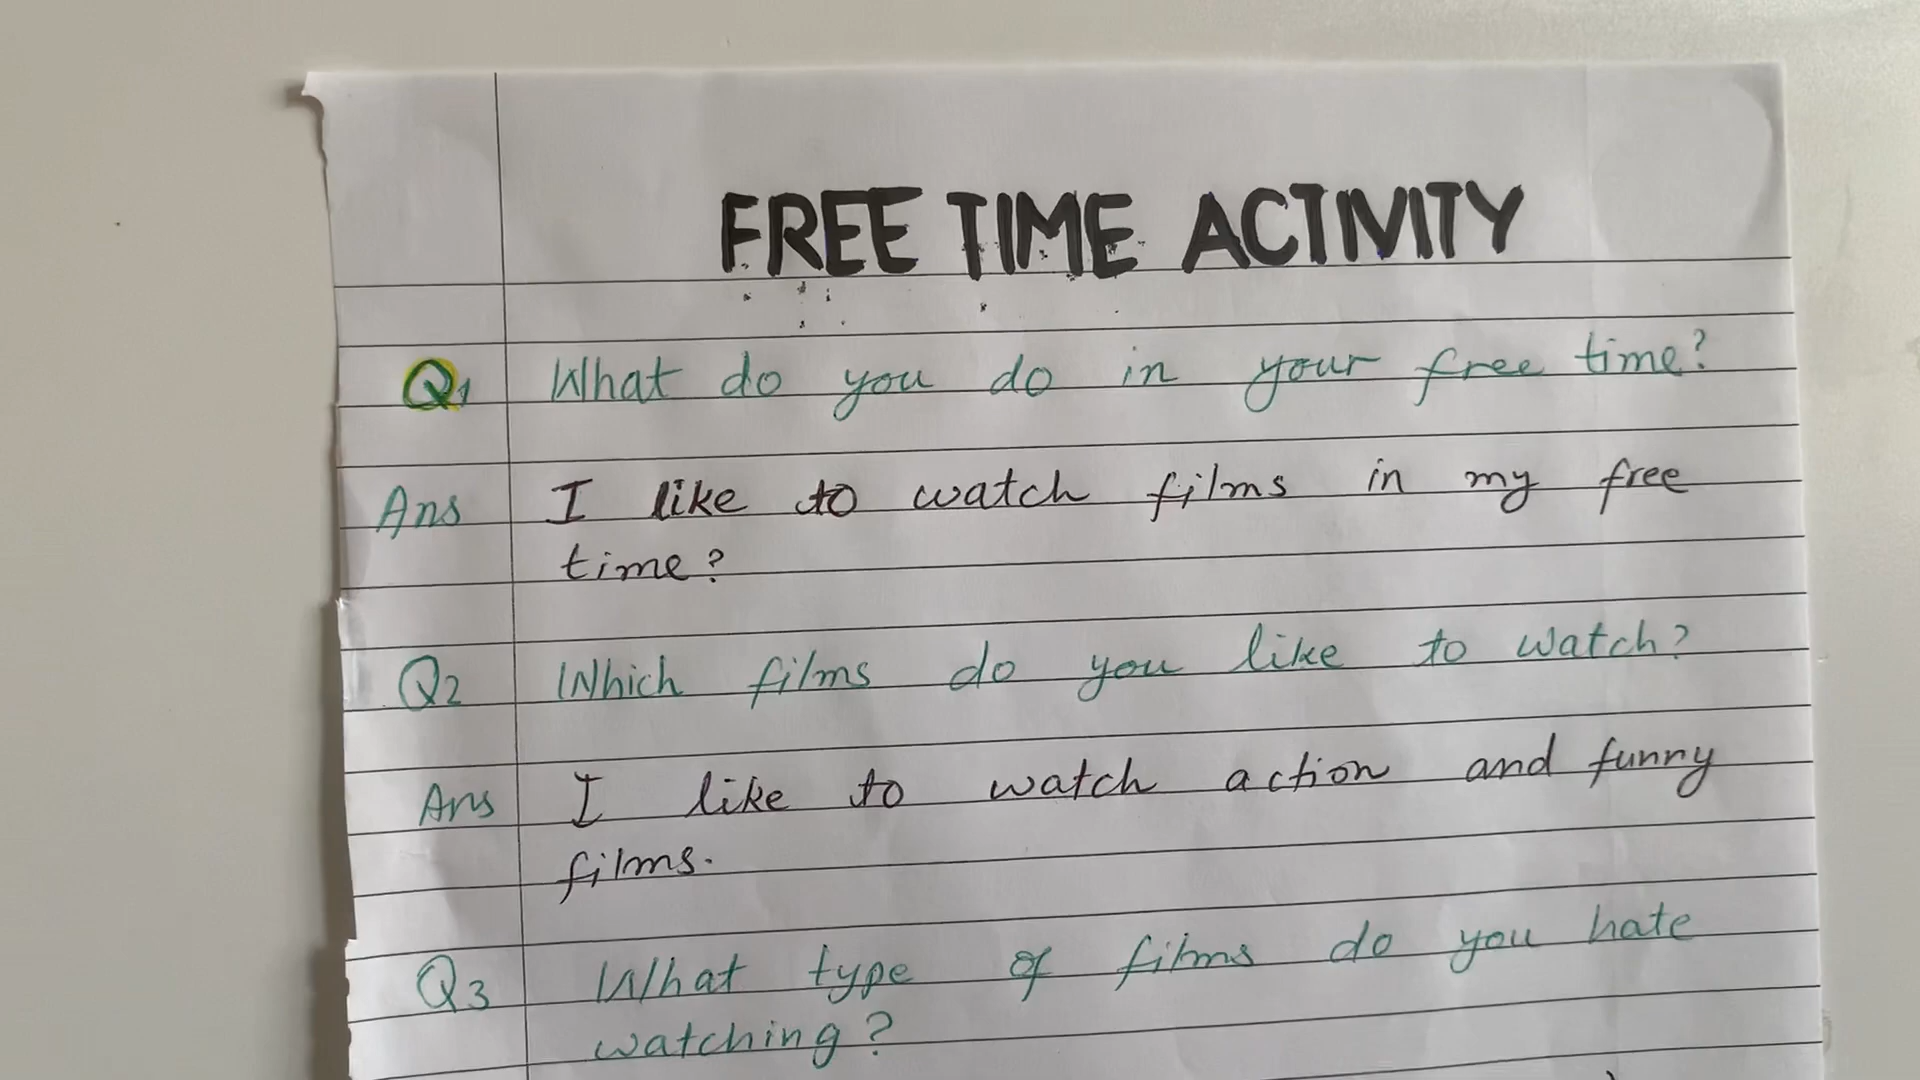 FREE TIME ACTIVITY
Q1 What do you do in your free time?
Ans I like to watch films in my free
time?
Q2 Which films do you like to watch?
Ans I like to watch action and funny
films.
Q3 What type of films do you hate
watching?